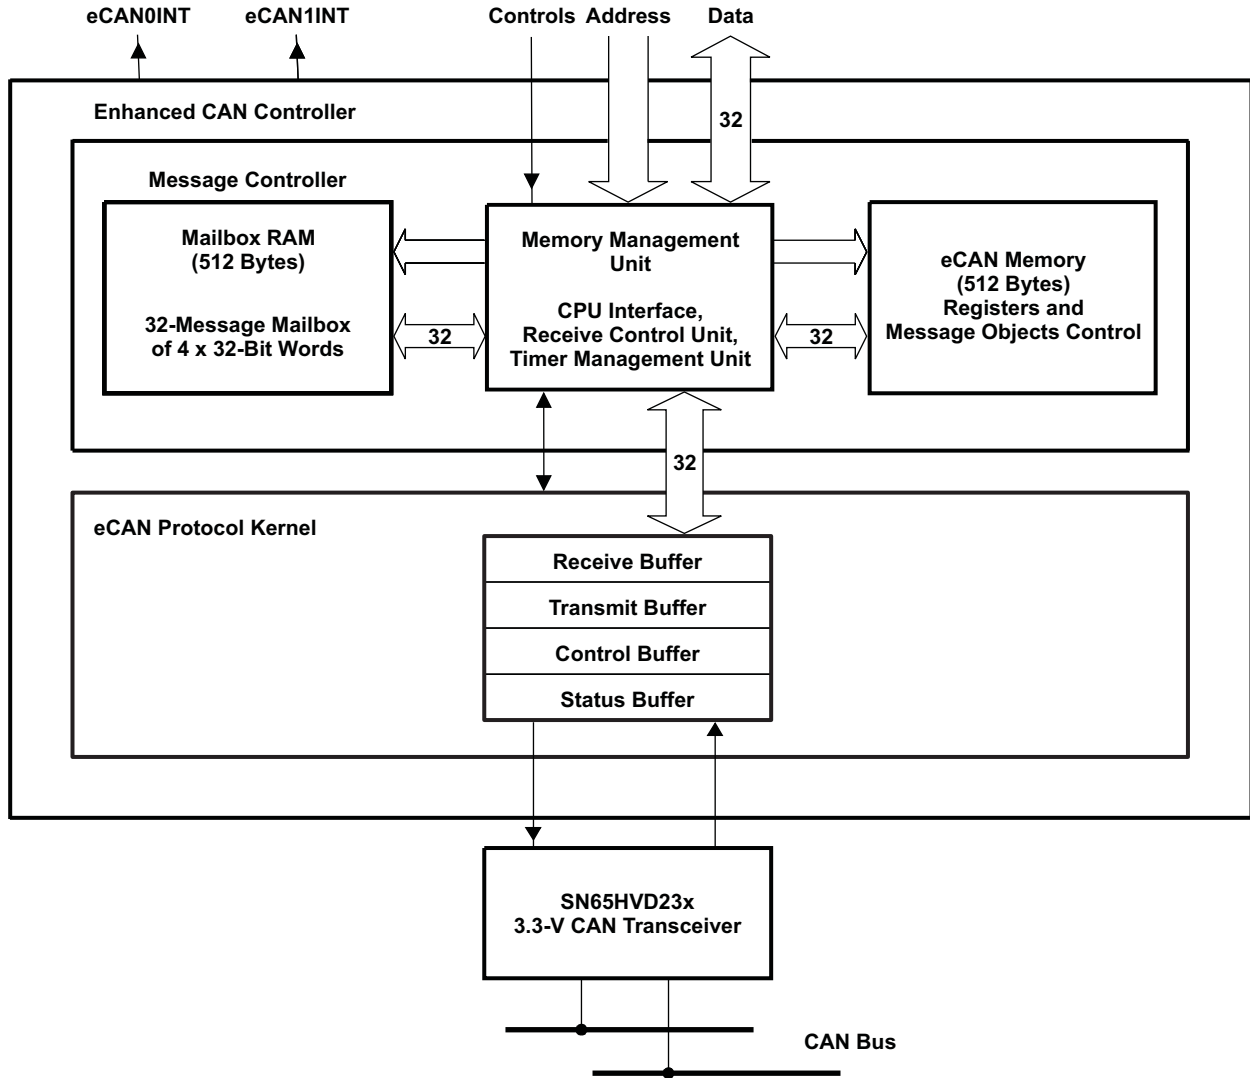 eCAN0INT
eCAN1INT
Controls
Address
Data
Enhanced CAN Controller
32
Message Controller
Mailbox RAM
(512 Bytes)
32-Message Mailbox
of 4 x 32-Bit Words
32
Memory Management
Unit
CPU Interface,
Receive Control Unit,
Timer Management Unit
32
eCAN Memory
(512 Bytes)
Registers and
Message Objects Control
32
eCAN Protocol Kernel
Receive Buffer
Transmit Buffer
Control Buffer
Status Buffer
SN65HVD23x
3.3-V CAN Transceiver
CAN Bus